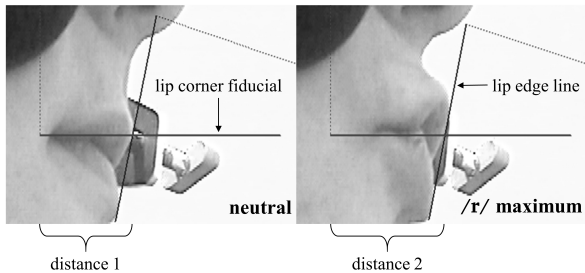 lip corner fiducial
neutral
distance 1
lip edge line
/r/ maximum
distance 2